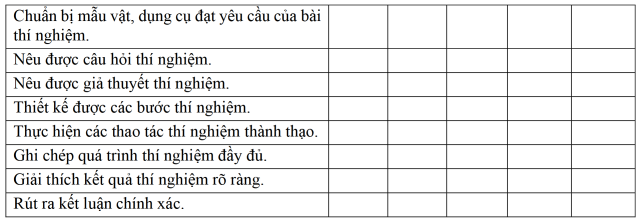 Chuẩn bị mẫu vật, dụng cụ đạt yêu cầu của bài
thí nghiệm.
Nêu được câu hỏi thí nghiệm.
Nêu được giả thuyết thí nghiệm.
Thiết kế được các bước thí nghiệm.
Thực hiện các thao tác thí nghiệm thành thạo.
Ghi chép quá trình thí nghiệm đầy đủ.
Giải thích kết quả thí nghiệm rõ ràng.
Rút ra kết luận chính xác.